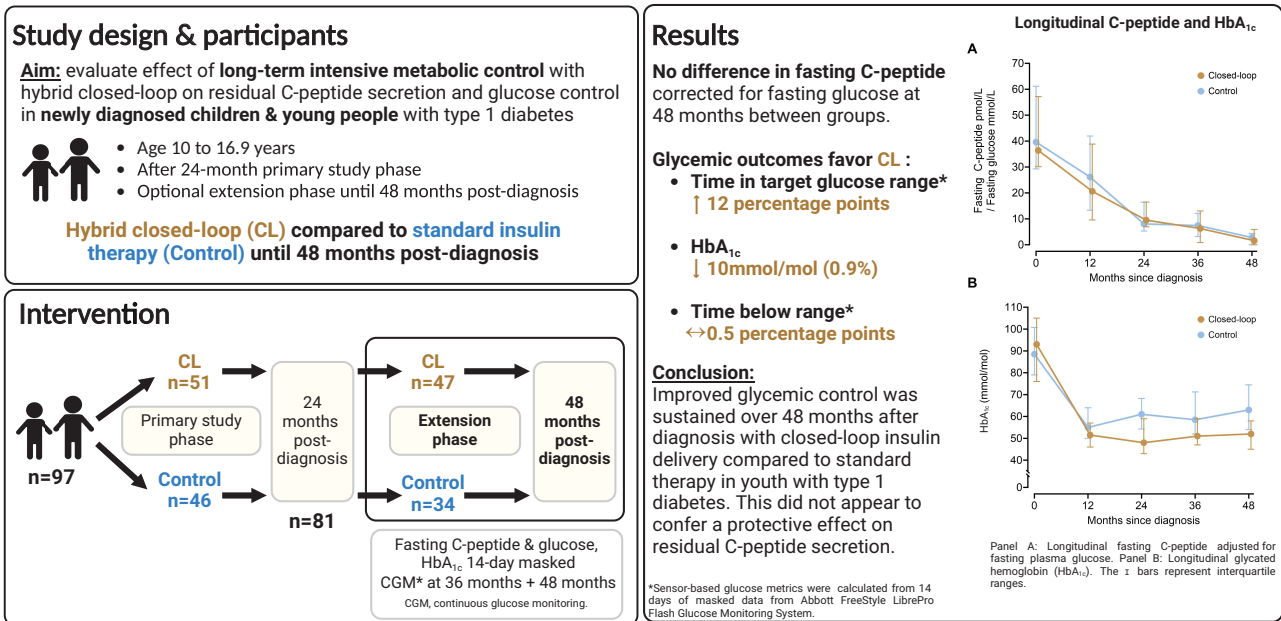 Study design & participants
Aim: evaluate effect of long-term intensive metabolic control with
hybrid closed-loop on residual C-peptide secretion and glucose control
in newly diagnosed children & young people with type 1 diabetes
• Age 10 to 16.9 years
• After 24-month primary study phase
• Optional extension phase until 48 months post-diagnosis
Hybrid closed-loop (CL) compared to standard insulin
therapy (Control) until 48 months post-diagnosis
Intervention
n=97
CL
n=51
Primary study
phase
Control
n=46
24
months
post-
diagnosis
n=81
CL
n=47
Extension
phase
Control
n=34
48
months
post-
diagnosis
Fasting C-peptide & glucose,
HbA1c 14-day masked
CGM* at 36 months + 48 months
CGM, continuous glucose monitoring.
Results
No difference in fasting C-peptide
corrected for fasting glucose at
48 months between groups.
Glycemic outcomes favor CL :
• Time in target glucose range*
↑ 12 percentage points
• HbA1c
↓ 10mmol/mol (0.9%)
• Time below range*
↔0.5 percentage points
Conclusion:
Improved glycemic control was
sustained over 48 months after
diagnosis with closed-loop insulin
delivery compared to standard
therapy in youth with type 1
diabetes. This did not appear to
confer a protective effect on
residual C-peptide secretion.
*Sensor-based glucose metrics were calculated from 14
days of masked data from Abbott FreeStyle LibrePro
Flash Glucose Monitoring System.
Longitudinal C-peptide and HbA1c
A
Fasting C-peptide pmol/L
/ Fasting glucose mmol/L
70
60
50
40
30
20
10
0
Closed-loop
Control
0 12 24 36 48
Months since diagnosis
B
HbA1c (mmol/mol)
110
100
90
80
70
60
50
40
0
Closed-loop
Control
0 12 24 36 48
Months since diagnosis
Panel A: Longitudinal fasting C-peptide adjusted for
fasting plasma glucose. Panel B: Longitudinal glycated
hemoglobin (HbA1c). The I bars represent interquartile
ranges.